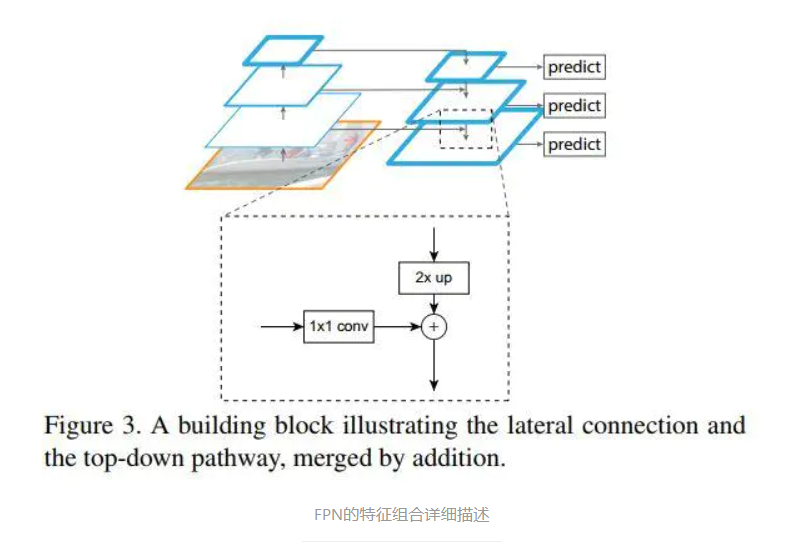 predict
predict
predict
2x up
1x1 conv
+
Figure 3. A building block illustrating the lateral connection and
the top-down pathway, merged by addition.
FPN的特征组合详细描述